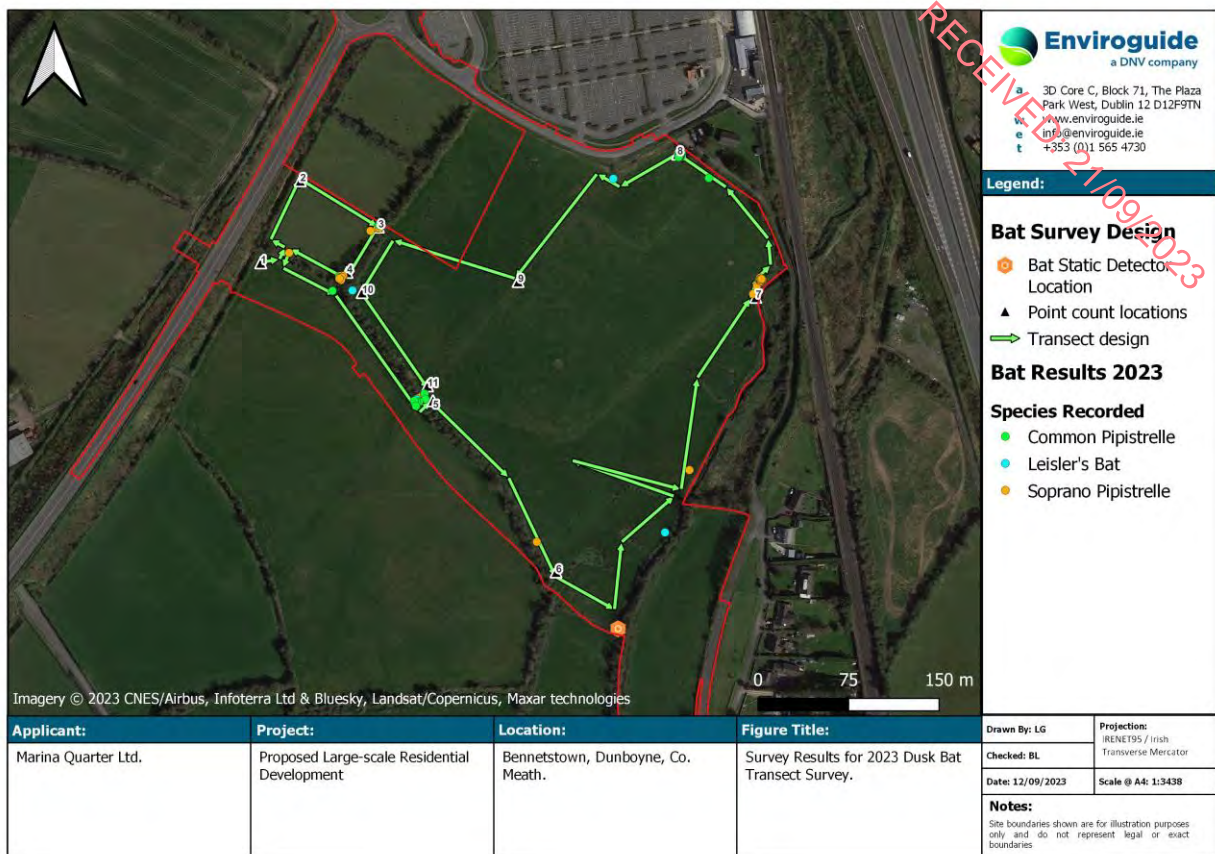 2
3
1
4
10
8
9
7
11
5
6
0 75 150 m
Imagery © 2023 CNES/Airbus, Infoterra Ltd & Bluesky, Landsat/Copernicus, Maxar technologies
RECEIVED: 21/09/2023
Enviroguide
a DNV company
a 3D Core C, Block 71, The Plaza
Park West, Dublin 12 D12F9TN
w www.enviroguide.ie
e info@enviroguide.ie
t +353 (0)1 565 4730
Legend:
Bat Survey Design
Bat Static Detector
Location
Point count locations
Transect design
Bat Results 2023
Species Recorded
Common Pipistrelle
Leisler's Bat
Soprano Pipistrelle
Applicant:
Marina Quarter Ltd.
Project:
Proposed Large-scale Residential
Development
Location:
Bennetstown, Dunboyne, Co.
Meath.
Figure Title:
Survey Results for 2023 Dusk Bat
Transect Survey.
Drawn By: LG
Checked: BL
Date: 12/09/2023
Projection:
IRENET95 / Irish
Transverse Mercator
Scale @ A4: 1:3438
Notes:
Site boundaries shown are for illustration purposes
only and do not represent legal or exact
boundaries